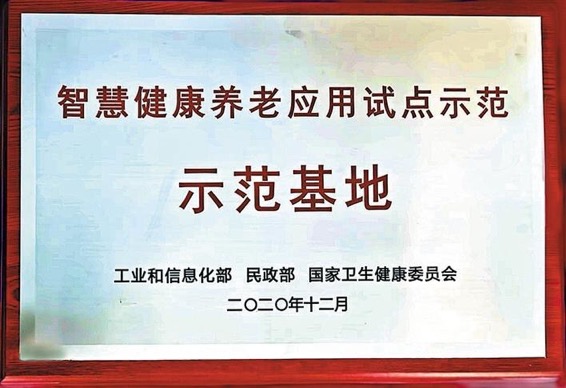 智慧健康养老应用试点示范
示范基地
工业和信息化部 民政部 国家卫生健康委员会
二〇二〇年十二月